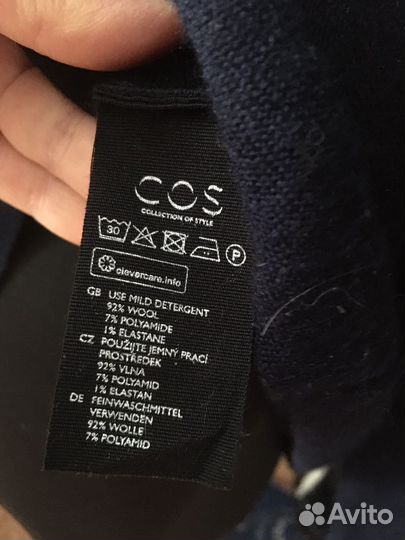 COS
COLLECTION OF STYLE
30 P
clevercare.info
GB USE MILD DETERGENT
92% WOOL
7% POLYAMIDE
1% ELASTANE
CZ POUŽIJTE JEMNÝ PRACÍ
PROSTŘEDEK
92% VLNA
7% POLYAMID
1% ELASTAN
DE FEINWASCHMITTEL
VERWENDEN
92% WOLLE
7% POLYAMID
Avito